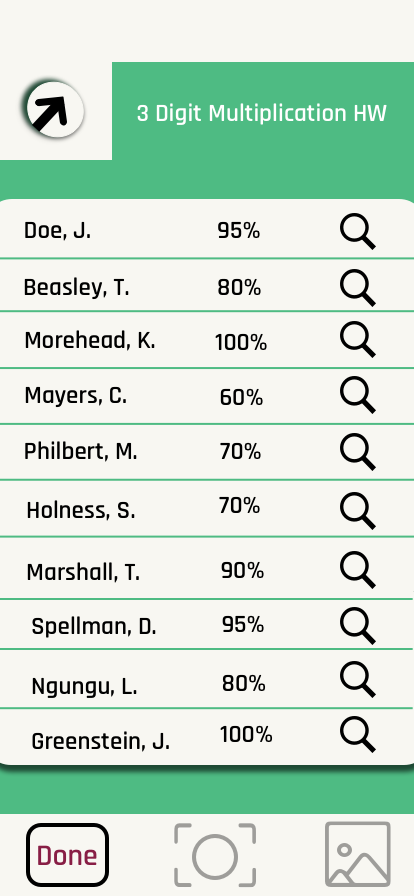 3 Digit Multiplication HW
Doe, J. 95%
Beasley, T. 80%
Morehead, K. 100%
Mayers, C. 60%
Philbert, M. 70%
Holness, S. 70%
Marshall, T. 90%
Spellman, D. 95%
Ngungu, L. 80%
Greenstein, J. 100%
Done